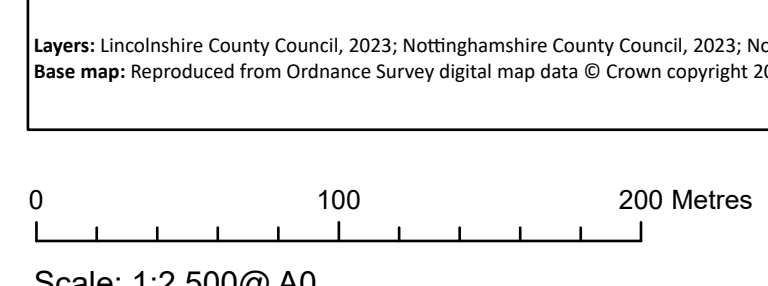 Layers: Lincolnshire County Council, 2023; Nottinghamshire County Council, 2023; No
Base map: Reproduced from Ordnance Survey digital map data © Crown copyright 20
0 100 200 Metres
Scale: 1:2,500@ A0